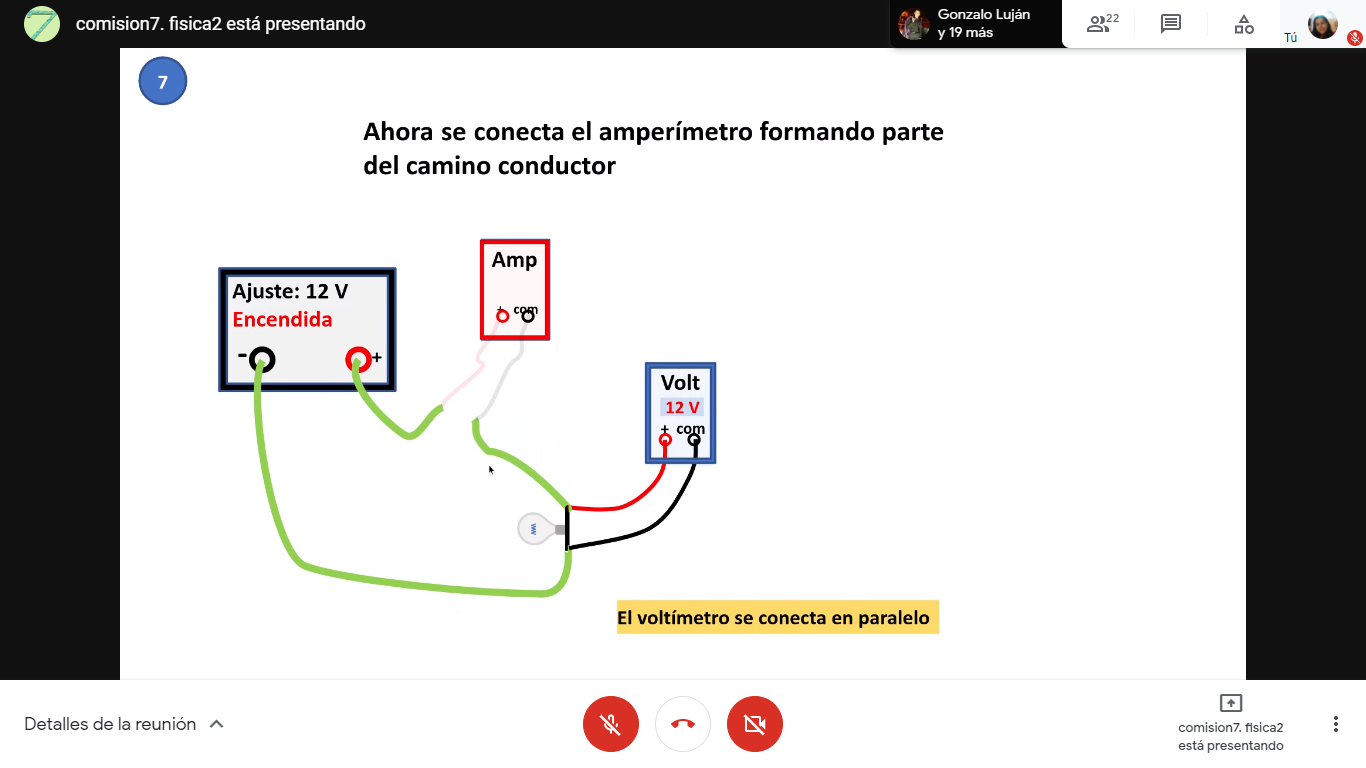 comision7. fisica2 está presentando
Gonzalo Luján
y 19 más
22
Tú
7
Ahora se conecta el amperímetro formando parte
del camino conductor
Amp
+ com
Ajuste: 12 V
Encendida
- +
Volt
12 V
+ com
El voltímetro se conecta en paralelo
Detalles de la reunión
comision7. fisica2
está presentando